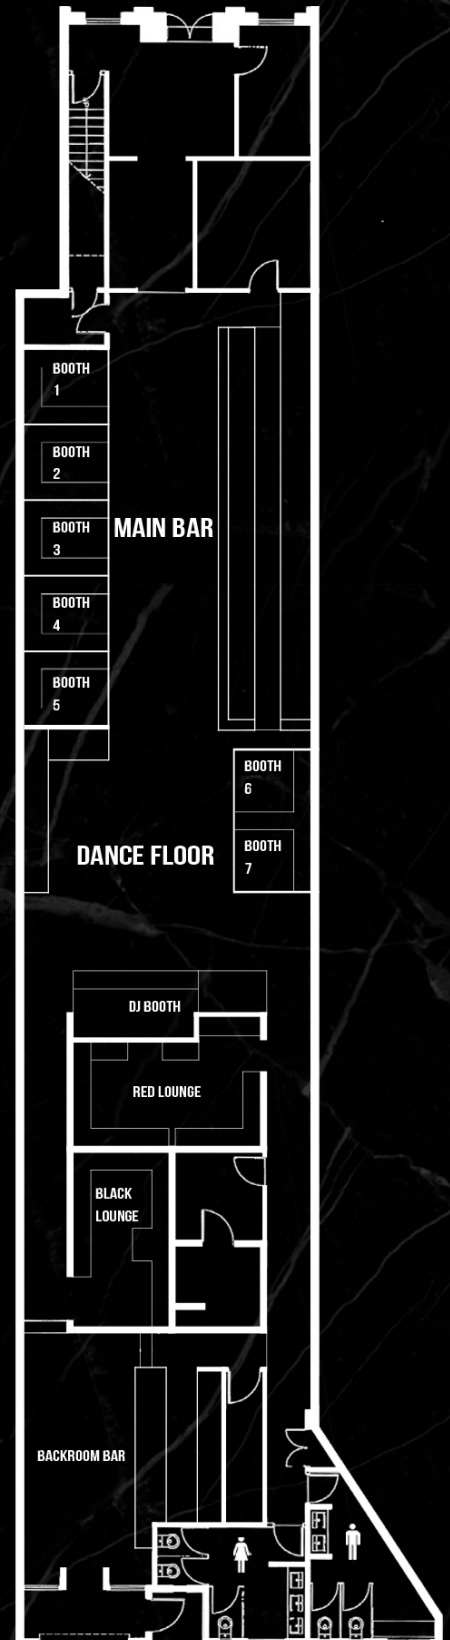 BOOTH
1
BOOTH
2
MAIN BAR
BOOTH
3
BOOTH
4
BOOTH
5
BOOTH
6
DANCE FLOOR
BOOTH
7
DJ BOOTH
RED LOUNGE
BLACK
LOUNGE
BACKROOM BAR